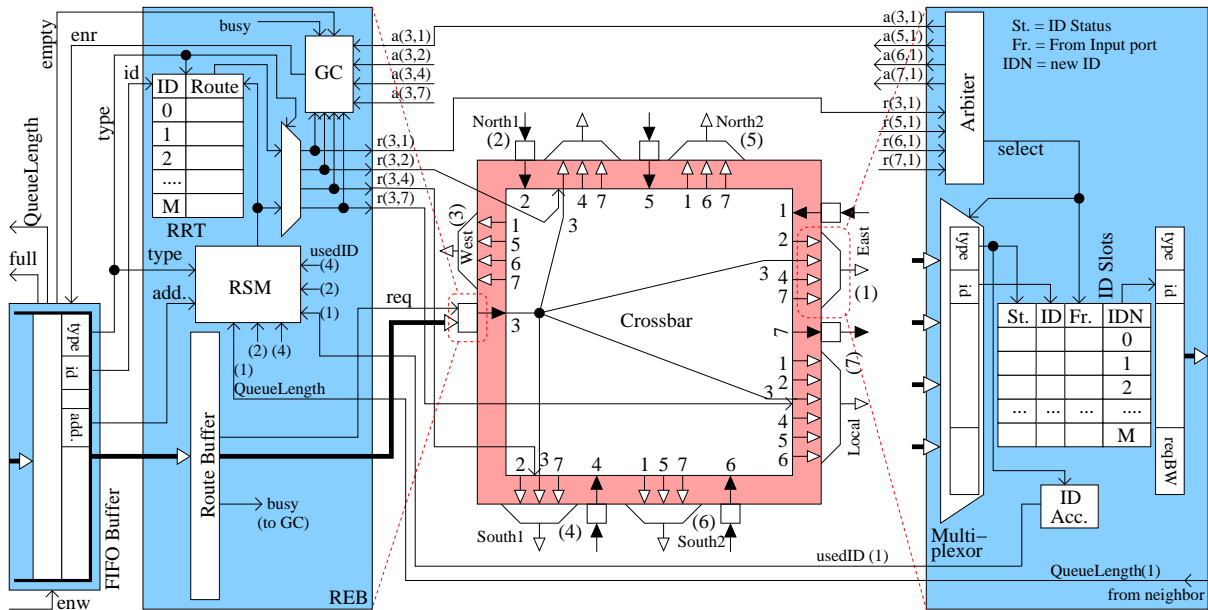 empty
enr
busy
GC
a(3,1)
a(3,2)
a(3,4)
a(3,7)
id
type
ID Route
0
1
2
....
M
RRT
r(3,1)
r(3,2)
r(3,4)
r(3,7)
QueueLength
full
type
add.
RSM
usedID
(4)
(2)
(1)
(1)
(2)
(4)
QueueLength
req
type
id
add.
FIFO Buffer
enw
Route Buffer
busy
(to GC)
REB
North1
(2)
North2
(5)
2
3
4
7
5
1
6
7
West
(3)
1
5
6
7
3
Crossbar
1
East
2
3
4
7
(1)
7
(7)
1
2
3
4
5
6
Local
2
3
7
4
1
5
7
6
South1
(4)
(6)
South2
a(3,1)
a(5,1)
a(6,1)
a(7,1)
r(3,1)
r(5,1)
r(6,1)
r(7,1)
Arbiter
St. = ID Status
Fr. = From Input port
IDN = new ID
select
type
id
ID Slots
type
id
reqBW
St. ID Fr. IDN
0
1
2
... ... ....
M
ID
Acc.
Multi-
plexor
usedID (1)
QueueLength(1)
from neighbor